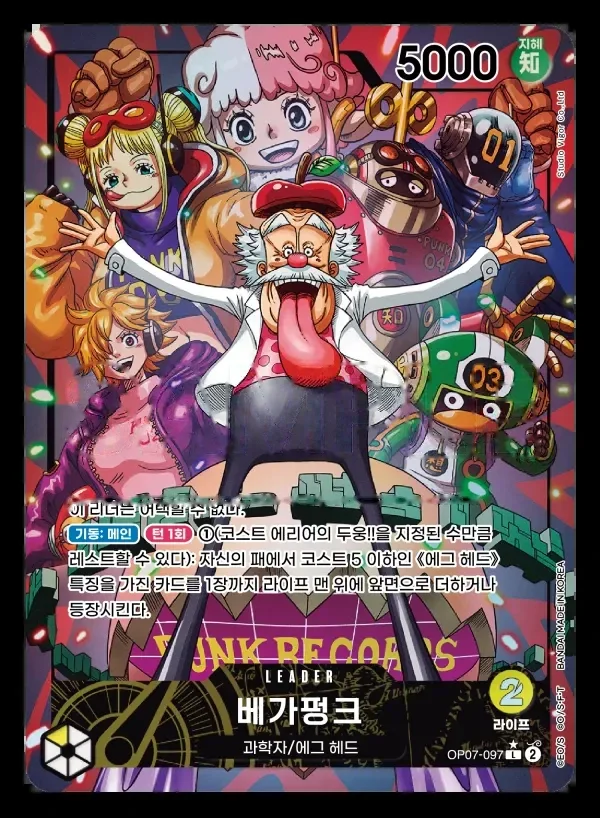 5000
지혜
知
Studio Vigor Co.,Ltd
01
PUNK
04
知
03
이 리더는 어택할 수 없다.
기동: 메인 턴 1회 ①(코스트 에리어의 두웅!!을 지정된 수만큼
레스트할 수 있다): 자신의 패에서 코스트 5 이하인 《에그 헤드》
특징을 가진 카드를 1장까지 라이프 맨 위에 앞면으로 더하거나
등장시킨다.
PUNK RECORDS
LEADER
베가펑크
과학자/에그 헤드
2
라이프
OP07-097 L 2
©E.O/S. ©O/S·F·T BANDAI MADE IN KOREA